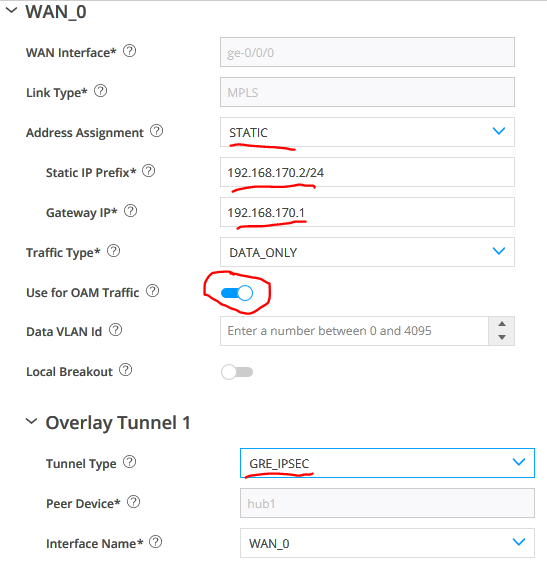 WAN_0
WAN Interface* ? ge-0/0/0
Link Type* ? MPLS
Address Assignment ? STATIC
Static IP Prefix* ? 192.168.170.2/24
Gateway IP* ? 192.168.170.1
Traffic Type* ? DATA_ONLY
Use for OAM Traffic ?
Data VLAN Id ? Enter a number between 0 and 4095
Local Breakout ?
Overlay Tunnel 1
Tunnel Type ? GRE_IPSEC
Peer Device* ? hub1
Interface Name* ? WAN_0